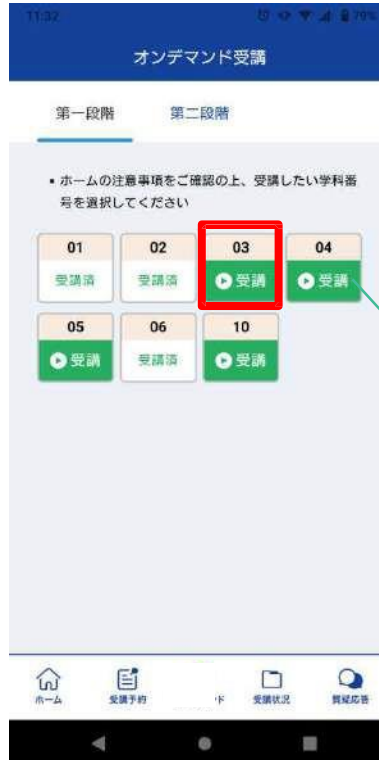 11:32
79%
オンデマンド受講
第一段階 第二段階
• ホームの注意事項をご確認の上、受講したい学科番
号を選択してください
01 02 03 04
受講済 受講済 受講 受講
05 06 10
受講 受講済 受講
ホーム 受講予約 ド 受講状況 質疑応答